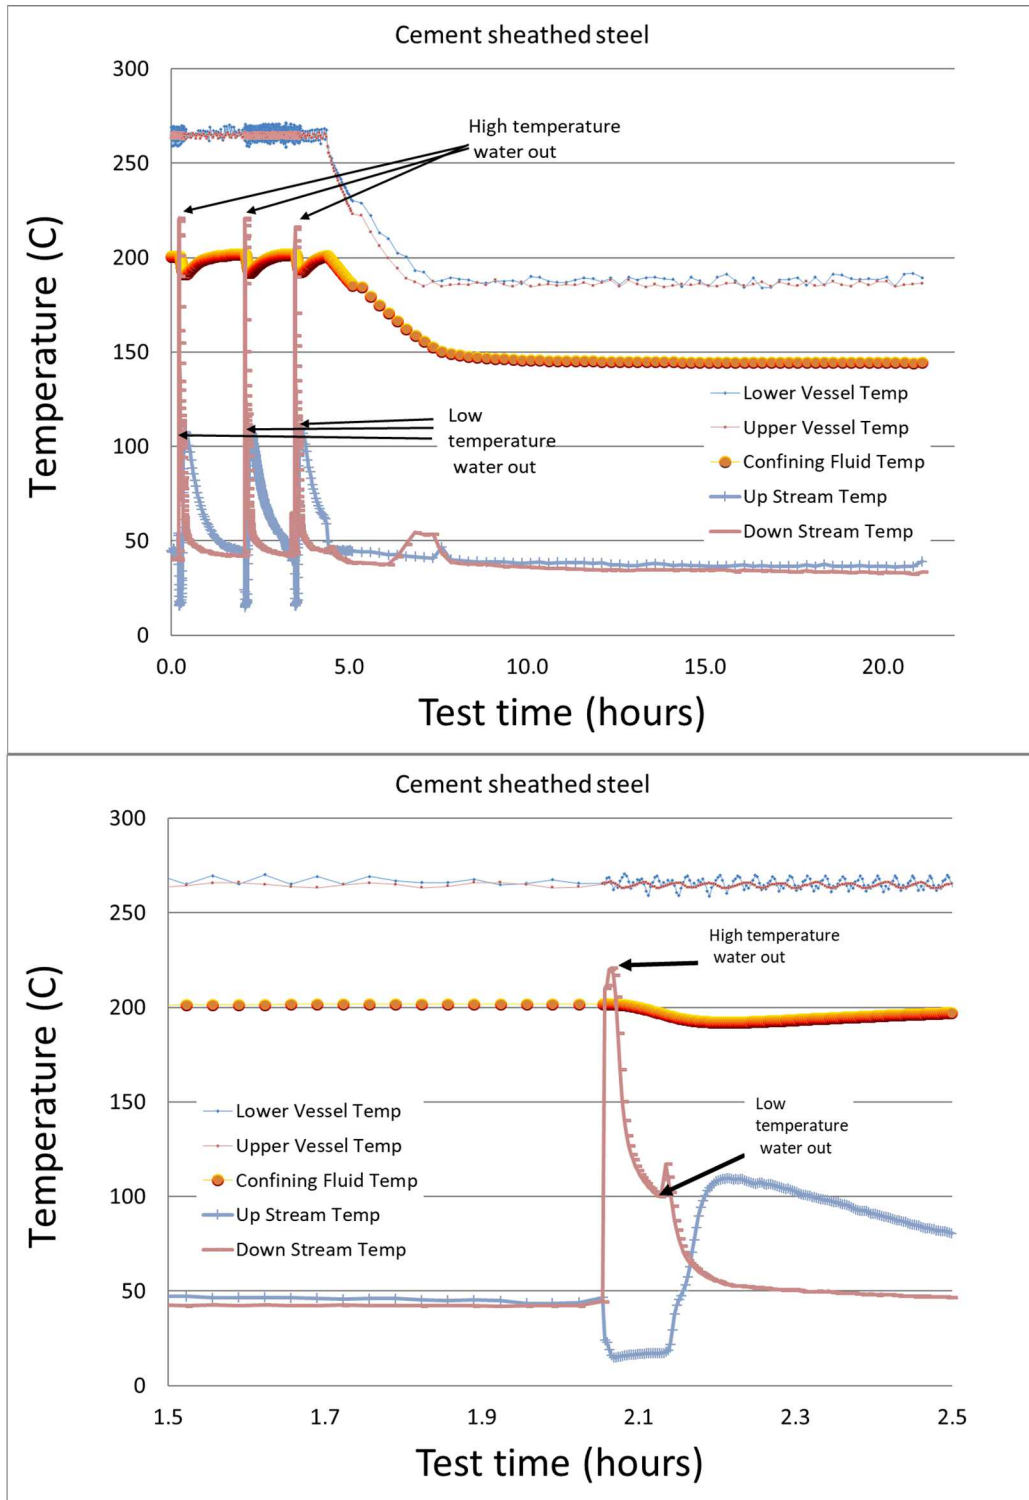 Cement sheathed steel
300
250
200
150
100
50
0
Temperature (C)
High temperature
water out
Low
temperature
water out
Lower Vessel Temp
Upper Vessel Temp
Confining Fluid Temp
Up Stream Temp
Down Stream Temp
0.0 5.0 10.0 15.0 20.0
Test time (hours)
Cement sheathed steel
300
250
200
150
100
50
0
Temperature (C)
High temperature
water out
Low
temperature
water out
Lower Vessel Temp
Upper Vessel Temp
Confining Fluid Temp
Up Stream Temp
Down Stream Temp
1.5 1.7 1.9 2.1 2.3 2.5
Test time (hours)